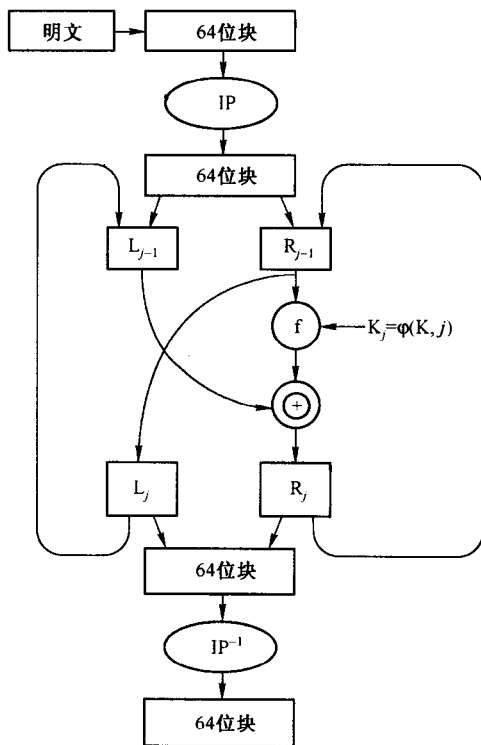 明文
64位块
IP
64位块
L_{j-1}
R_{j-1}
f
K_j=φ(K, j)
+
L_j
R_j
64位块
IP^{-1}
64位块